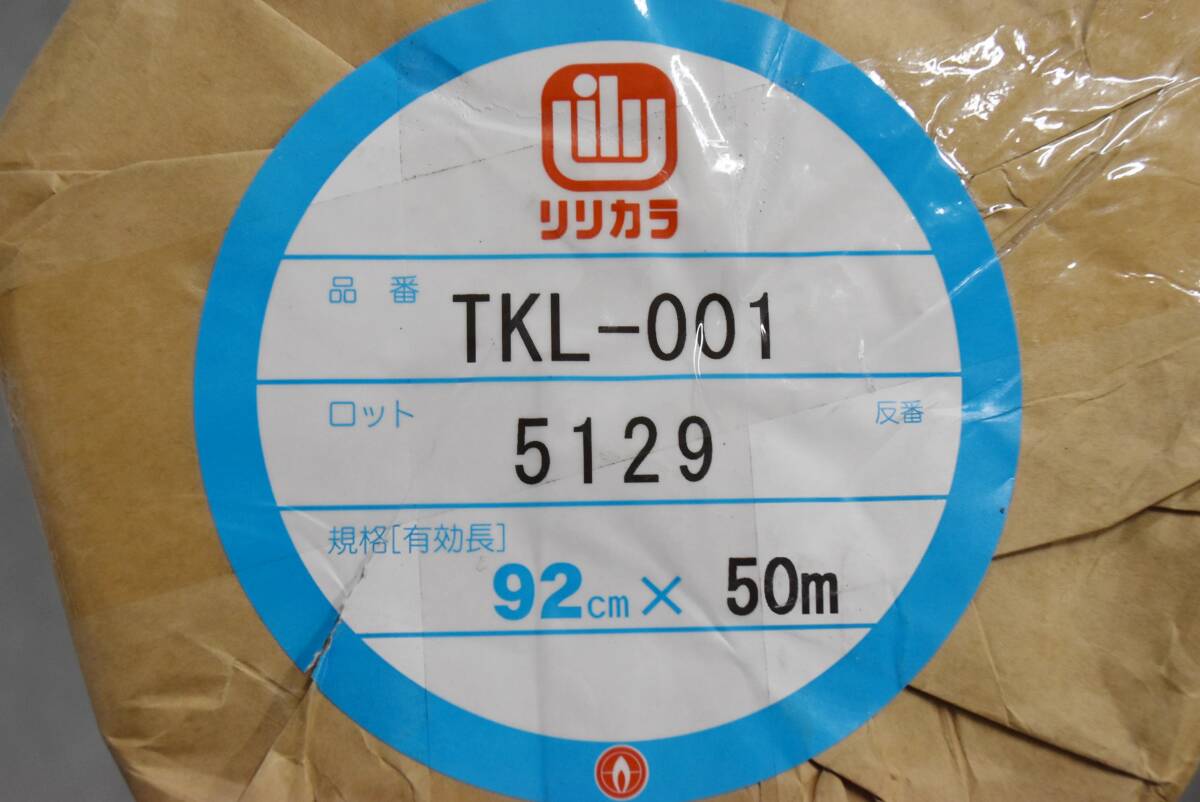 lily
リリカラ
品番 TKL-001
ロット 5129 反番
規格[有効長]
92cm × 50m